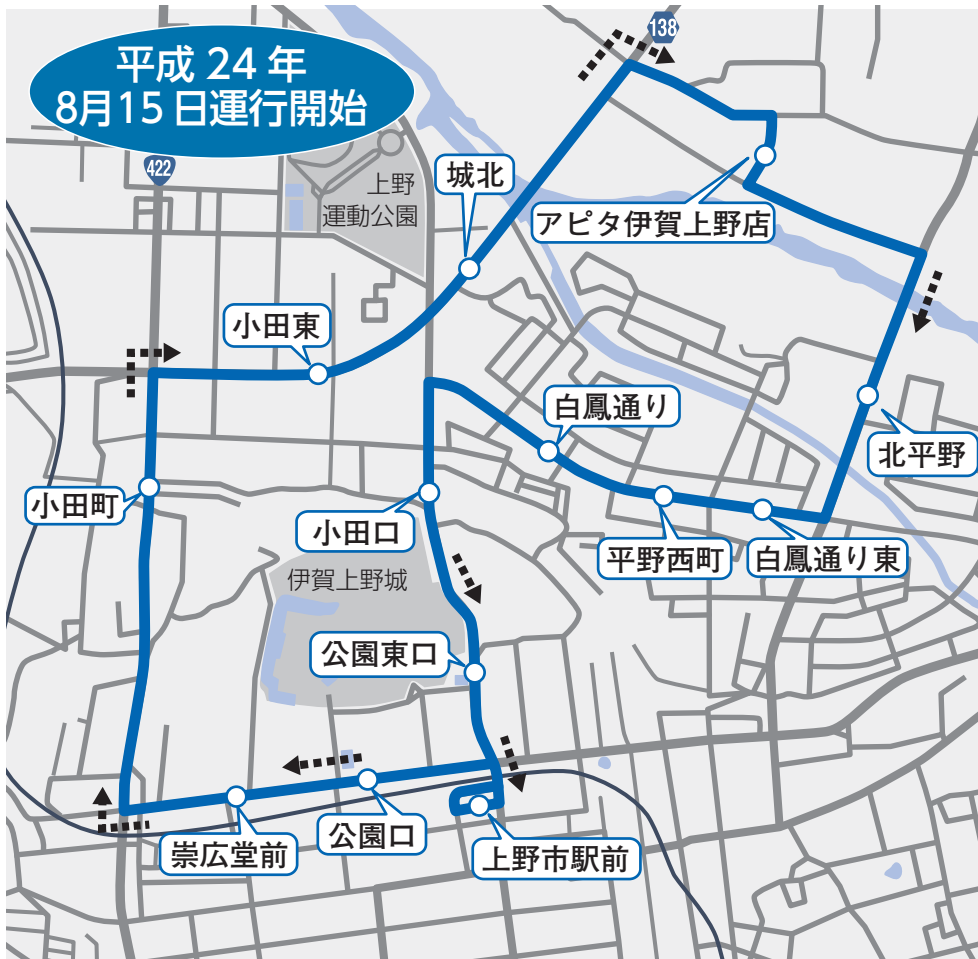 平成 24 年
8月15日運行開始
138
422
上野
運動公園
城北
アピタ伊賀上野店
小田東
白鳳通り
北平野
小田町
小田口
平野西町
白鳳通り東
伊賀上野城
公園東口
崇広堂前
公園口
上野市駅前